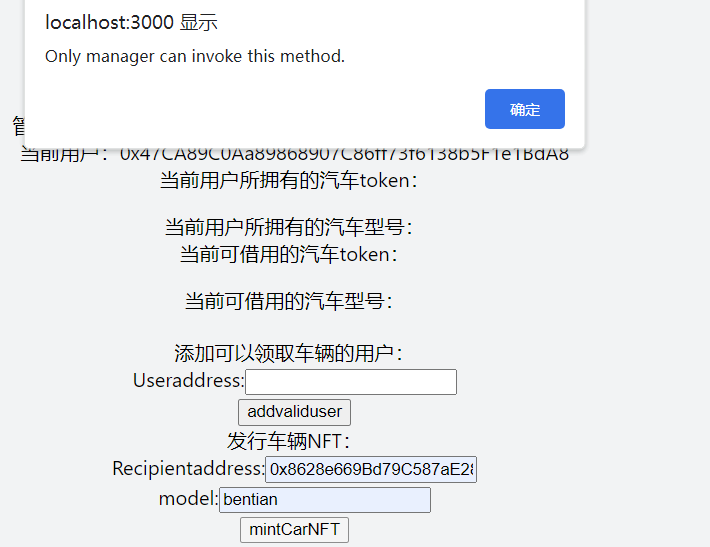 localhost:3000 显示
Only manager can invoke this method.
确定
当前用户：0x47CA89C0Aa89868907C86ff73f6138b5F1e1BdA8
当前用户所拥有的汽车token：
当前用户所拥有的汽车型号：
当前可借用的汽车token：
当前可借用的汽车型号：
添加可以领取车辆的用户：
Useraddress:
addvaliduser
发行车辆NFT：
Recipientaddress:0x8628e669Bd79C587aE28
model:bentian
mintCarNFT